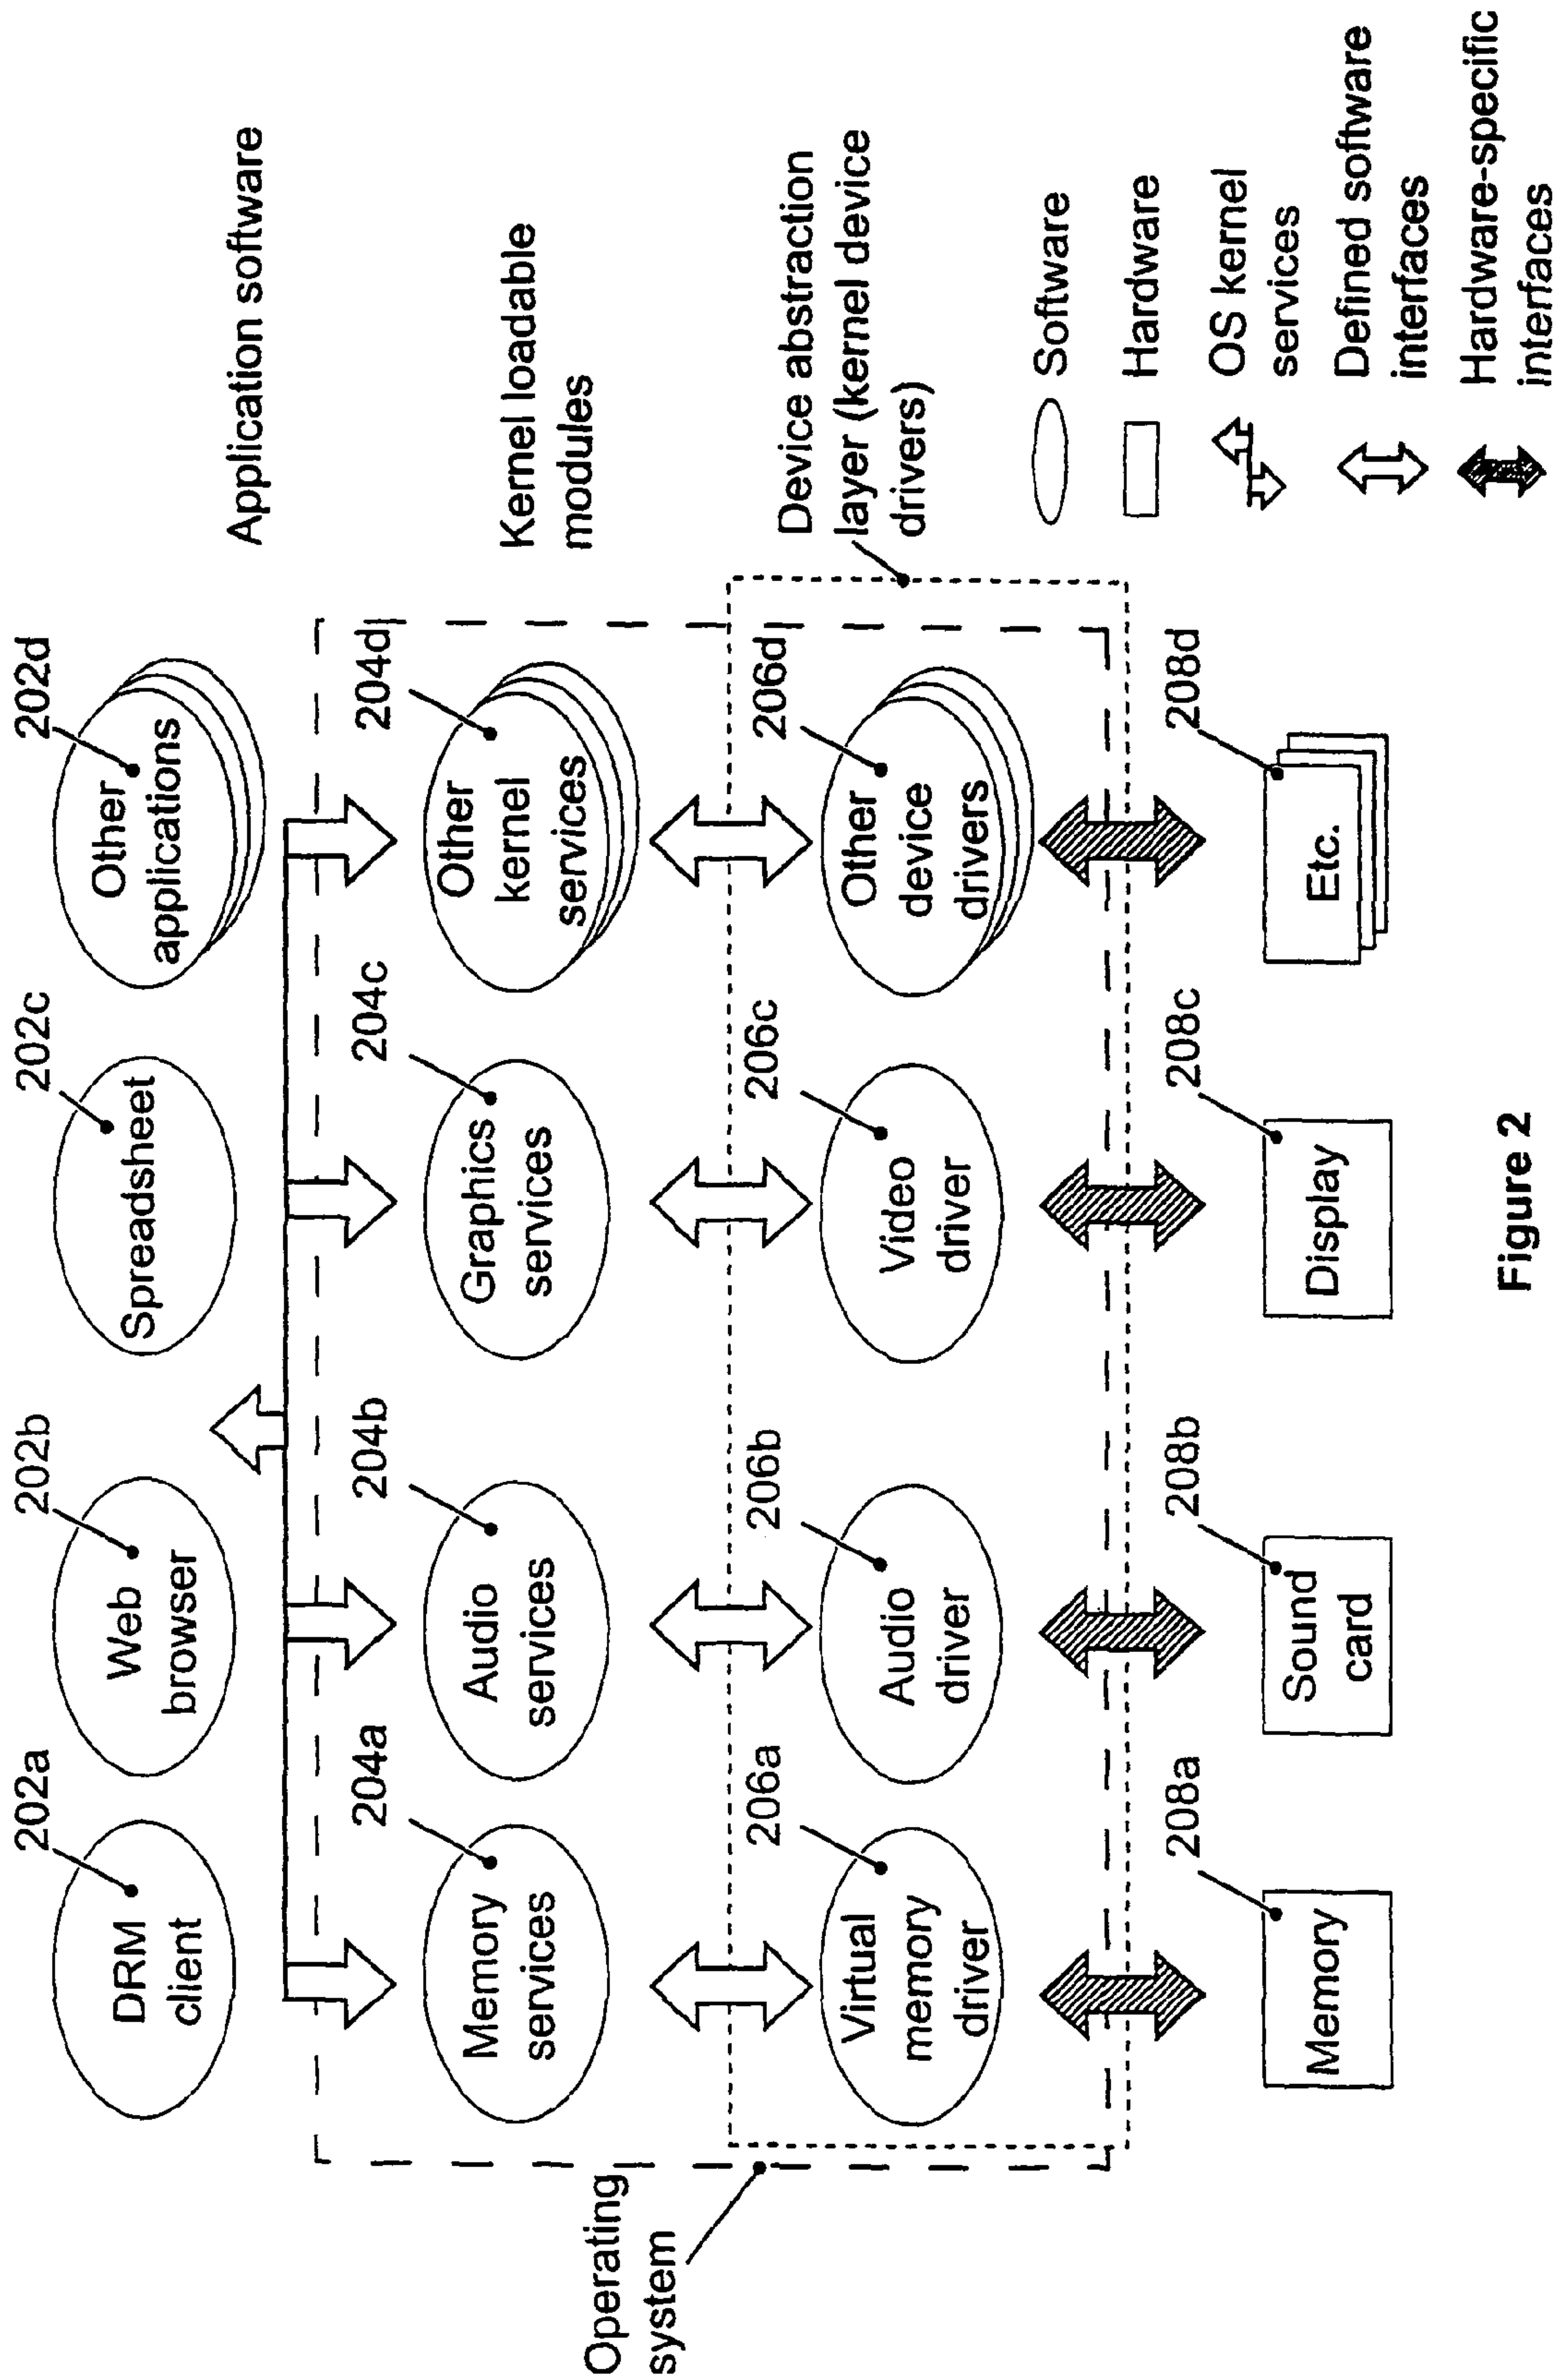 202a
202b
202c
202d
DRM
client
Web
browser
Spreadsheet
Other
applications
Application software
204a
204b
204c
204d
Memory
services
Audio
services
Graphics
services
Other
kernel
services
Kernel loadable
modules
Operating
system
206a
206b
206c
206d
Virtual
memory
driver
Audio
driver
Video
driver
Other
device
drivers
Device abstraction
layer (kernel device
drivers)
208a
208b
208c
208d
Memory
Sound
card
Display
Etc.
Software
Hardware
OS kernel
services
Defined software
interfaces
Hardware-specific
interfaces
Figure 2